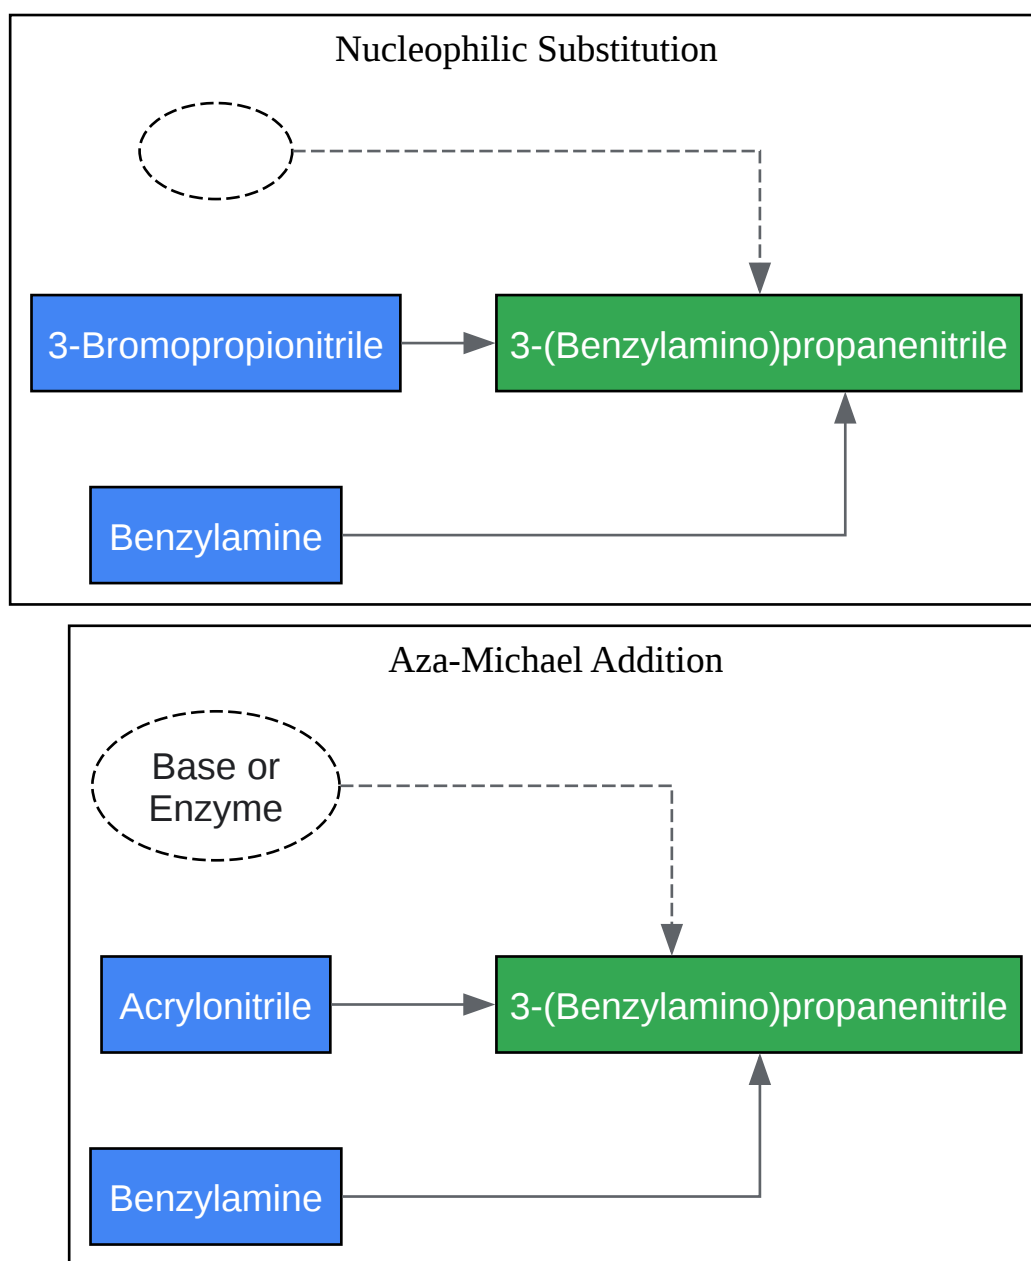 Nucleophilic Substitution
3-Bromopropionitrile
3-(Benzylamino)propanenitrile
Benzylamine
Aza-Michael Addition
Base or
Enzyme
Acrylonitrile
3-(Benzylamino)propanenitrile
Benzylamine